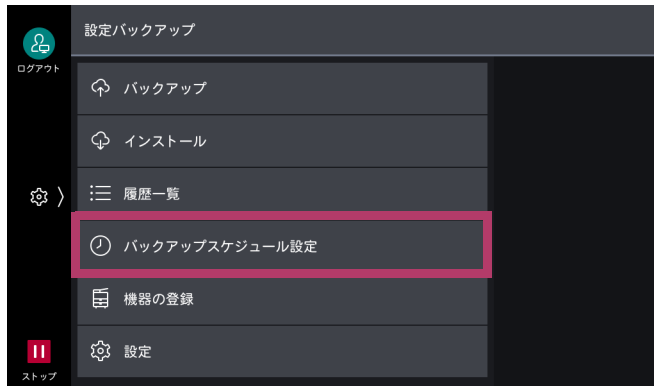 設定バックアップ
ログアウト
バックアップ
インストール
履歴一覧
バックアップスケジュール設定
機器の登録
設定
ストップ